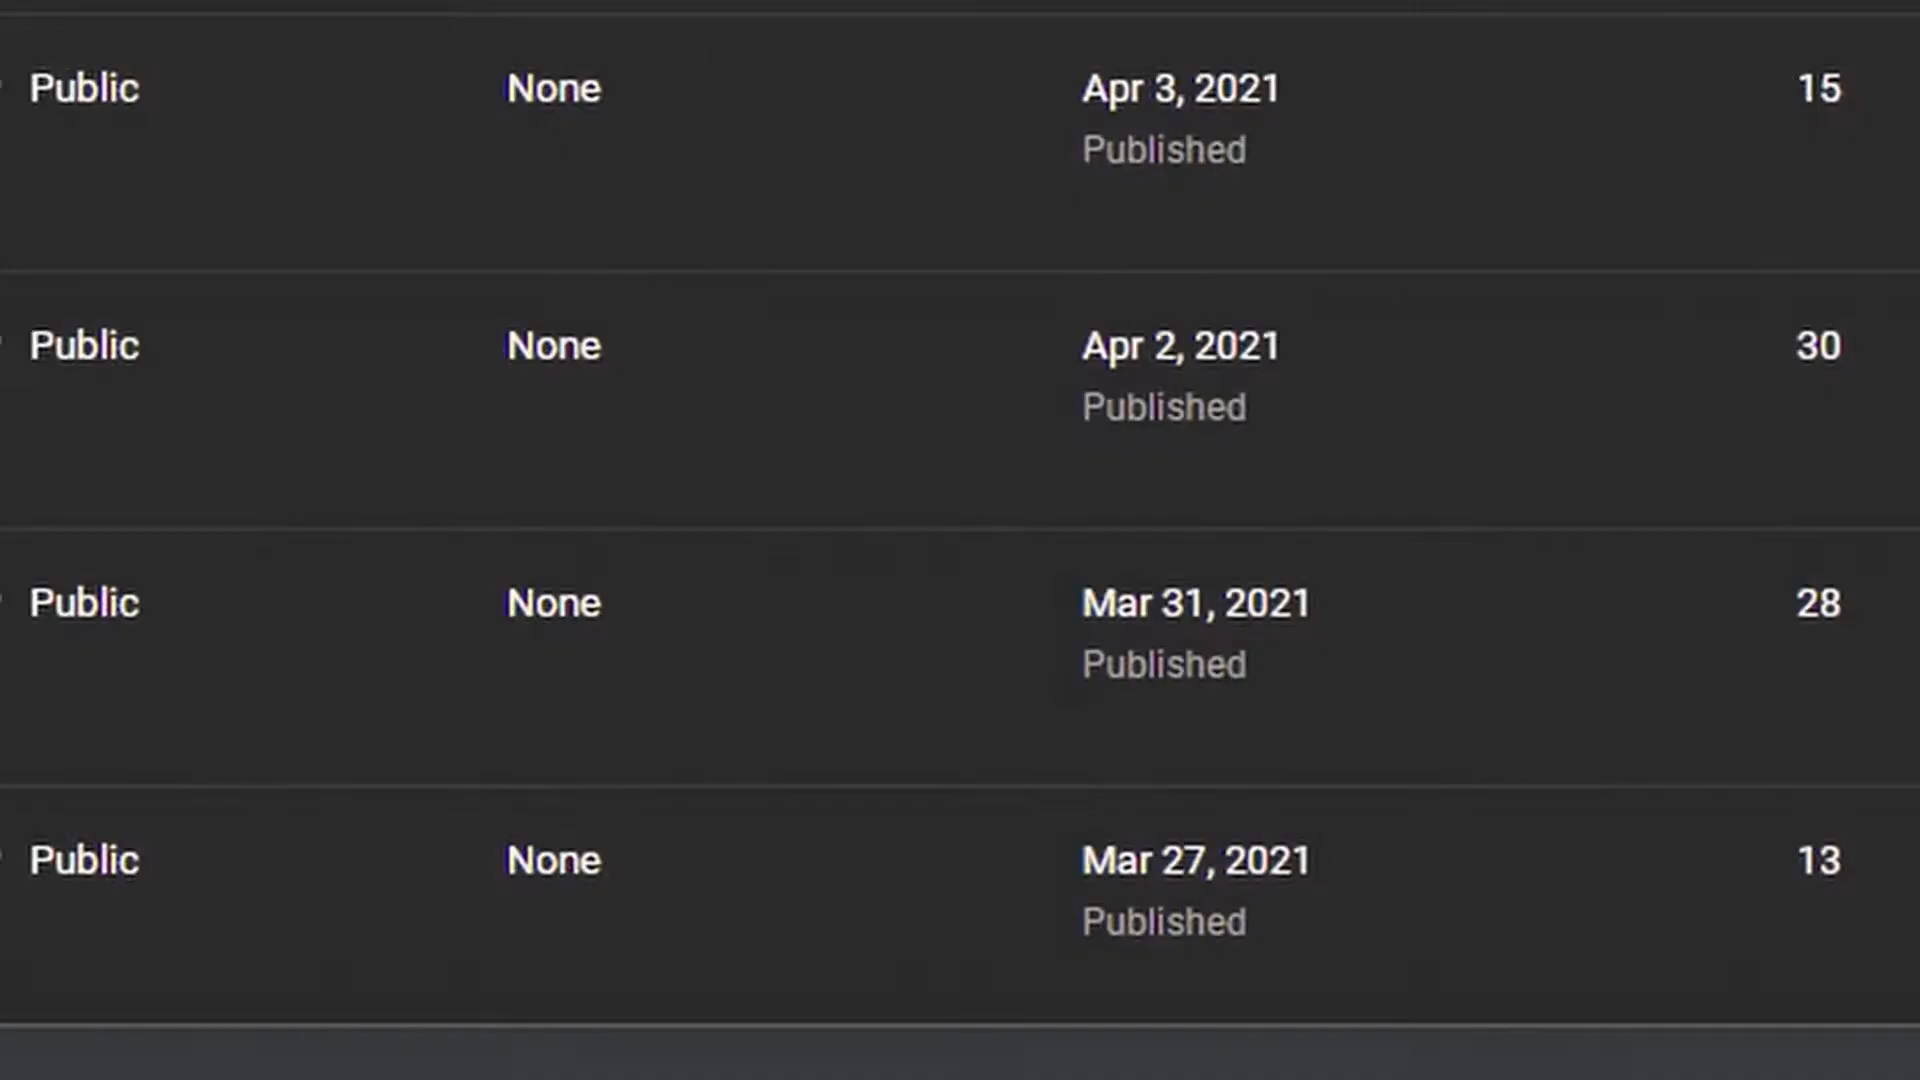 Public None Apr 3, 2021 15
Published
Public None Apr 2, 2021 30
Published
Public None Mar 31, 2021 28
Published
Public None Mar 27, 2021 13
Published